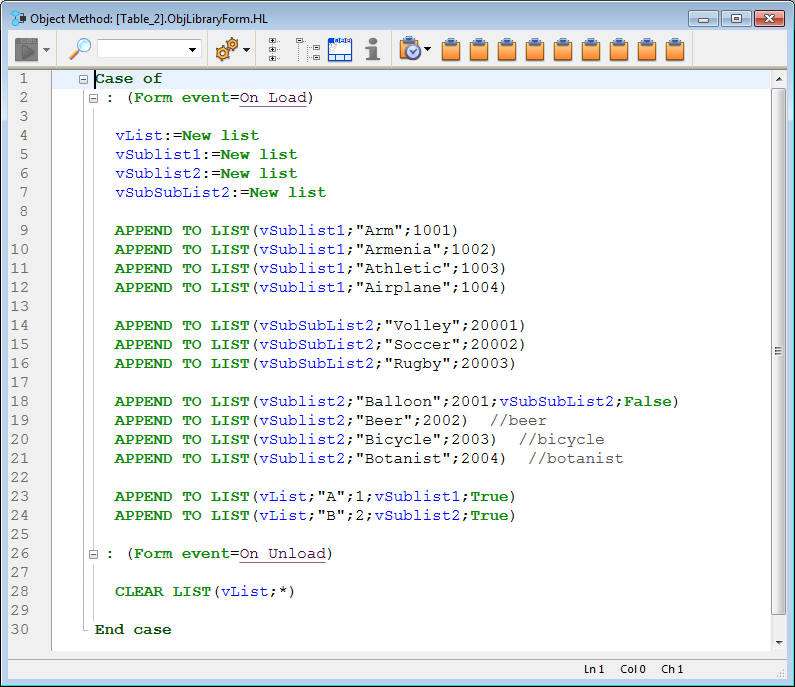 Object Method: [Table_2].ObjLibraryForm.HL
1 Case of
2 : (Form event=On Load)
3
4 vList:=New list
5 vSublist1:=New list
6 vSublist2:=New list
7 vSubSubList2:=New list
8
9 APPEND TO LIST(vSublist1;"Arm";1001)
10 APPEND TO LIST(vSublist1;"Armenia";1002)
11 APPEND TO LIST(vSublist1;"Athletic";1003)
12 APPEND TO LIST(vSublist1;"Airplane";1004)
13
14 APPEND TO LIST(vSubSubList2;"Volley";20001)
15 APPEND TO LIST(vSubSubList2;"Soccer";20002)
16 APPEND TO LIST(vSubSubList2;"Rugby";20003)
17
18 APPEND TO LIST(vSublist2;"Balloon";2001;vSubSubList2;False)
19 APPEND TO LIST(vSublist2;"Beer";2002) //beer
20 APPEND TO LIST(vSublist2;"Bicycle";2003) //bicycle
21 APPEND TO LIST(vSublist2;"Botanist";2004) //botanist
22
23 APPEND TO LIST(vList;"A";1;vSublist1;True)
24 APPEND TO LIST(vList;"B";2;vSublist2;True)
25
26 : (Form event=On Unload)
27
28 CLEAR LIST(vList;*)
29
30 End case
Ln 1 Col 0 Ch 1